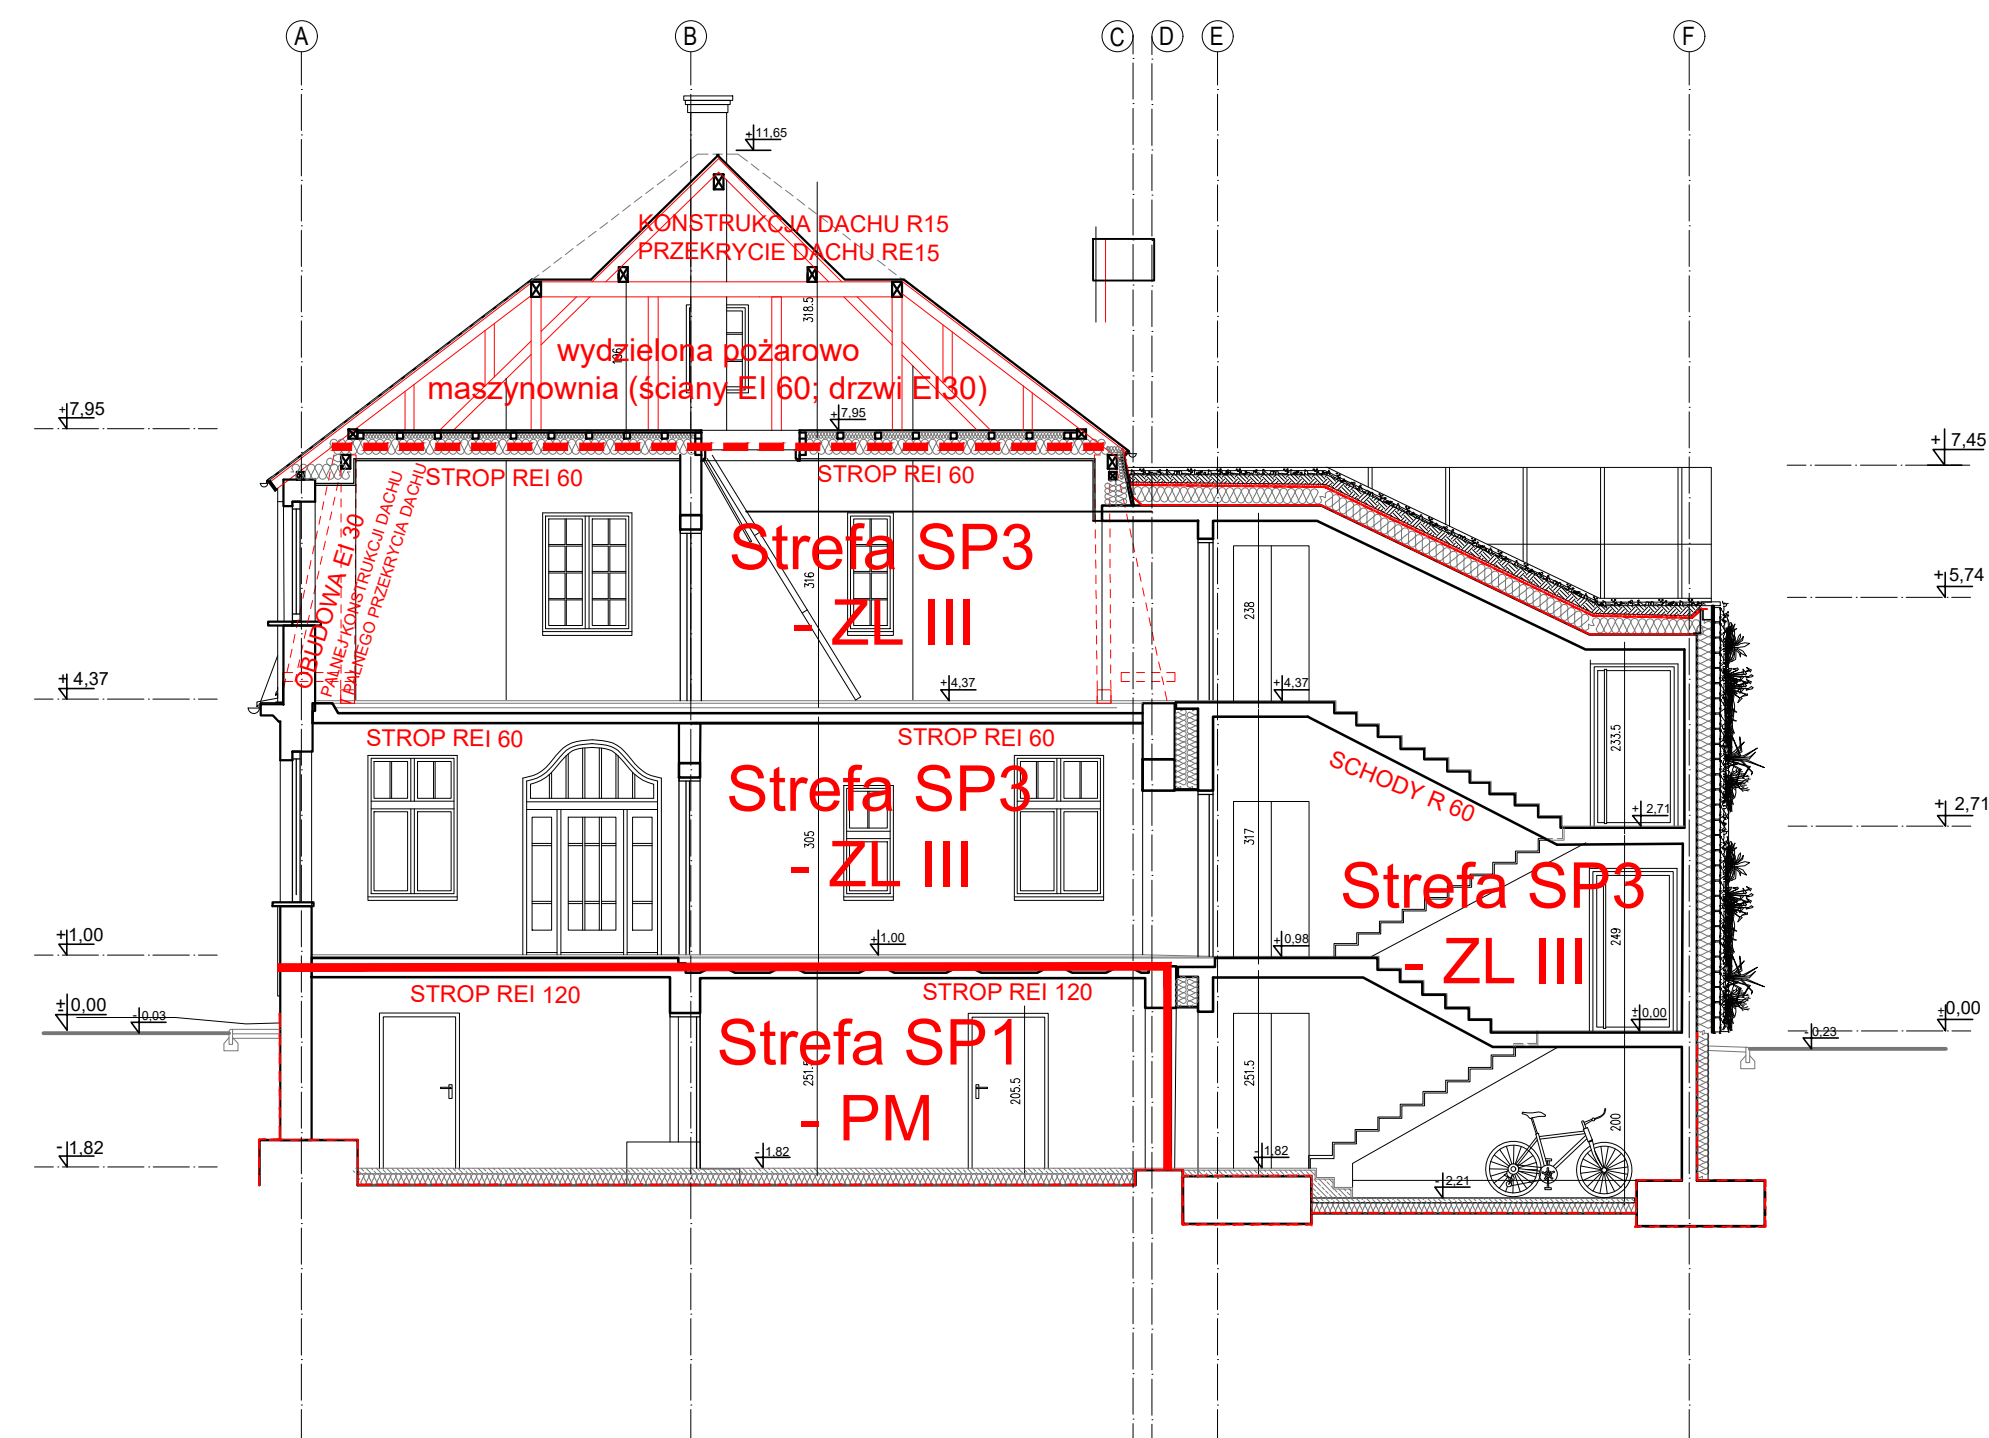 A
B
C
D
E
F
+11,65
KONSTRUKCJA DACHU R15
PRZEKRYCIE DACHU RE15
318.5
wydzielona pożarowo
maszynownia (ściany EI 60; drzwi EI30)
+7,95
+7,95
+7,45
STROP REI 60
STROP REI 60
OBUDOWA EI 30
PALNEJ KONSTRUKCJI DACHU
PALNEGO PRZEKRYCIA DACHU
Strefa SP3
- ZL III
316
238
+5,74
+4,37
+4,37
+4,37
STROP REI 60
STROP REI 60
SCHODY R 60
233.5
Strefa SP3
- ZL III
305
317
+2,71
+2,71
Strefa SP3
- ZL III
249
+1,00
+1,00
+0,98
STROP REI 120
STROP REI 120
±0,00
-0,03
±0,00
±0,00
-0,23
Strefa SP1
- PM
251.5
205.5
251.5
200
-1,82
-1,82
-1,82
-2,21